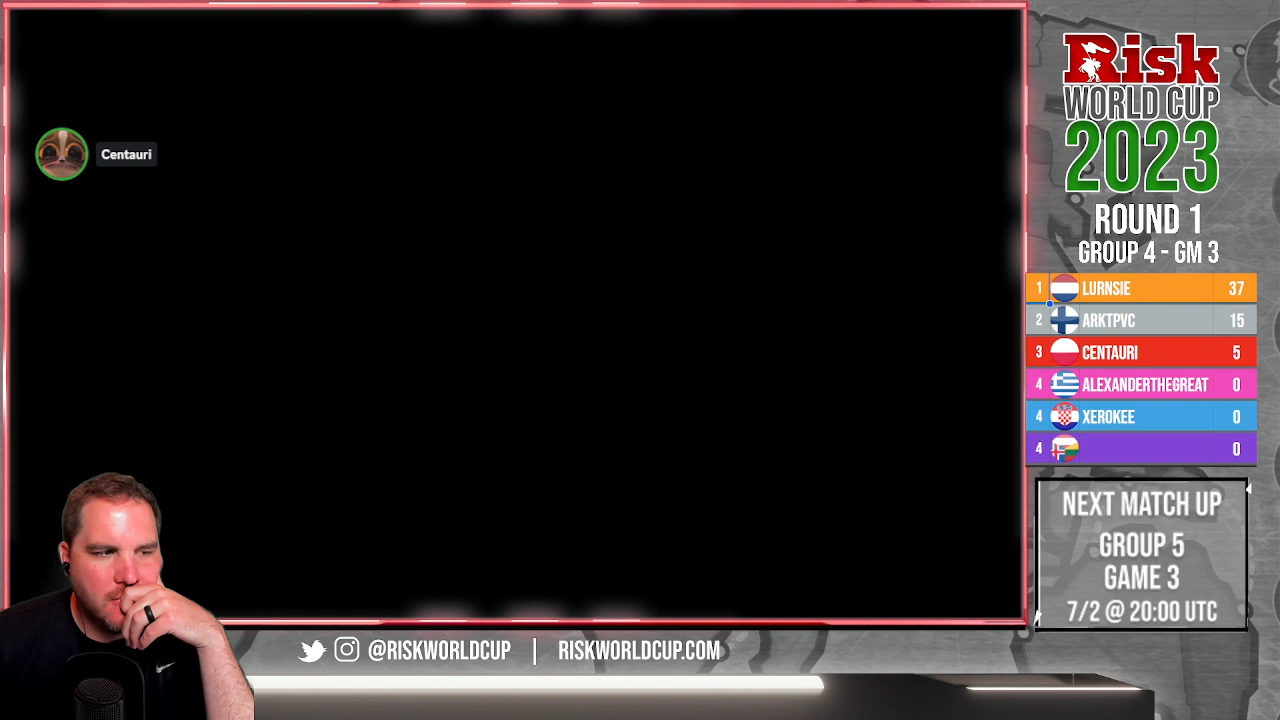 Centauri
Risk
WORLD CUP
2023
ROUND 1
GROUP 4 - GM 3
1 LURNSIE 37
2 ARKTPVC 15
3 CENTAURI 5
4 ALEXANDERTHEGREAT 0
4 XEROKEE 0
4 0
NEXT MATCH UP
GROUP 5
GAME 3
7/2 @ 20:00 UTC
@RISKWORLDCUP | RISKWORLDCUP.COM